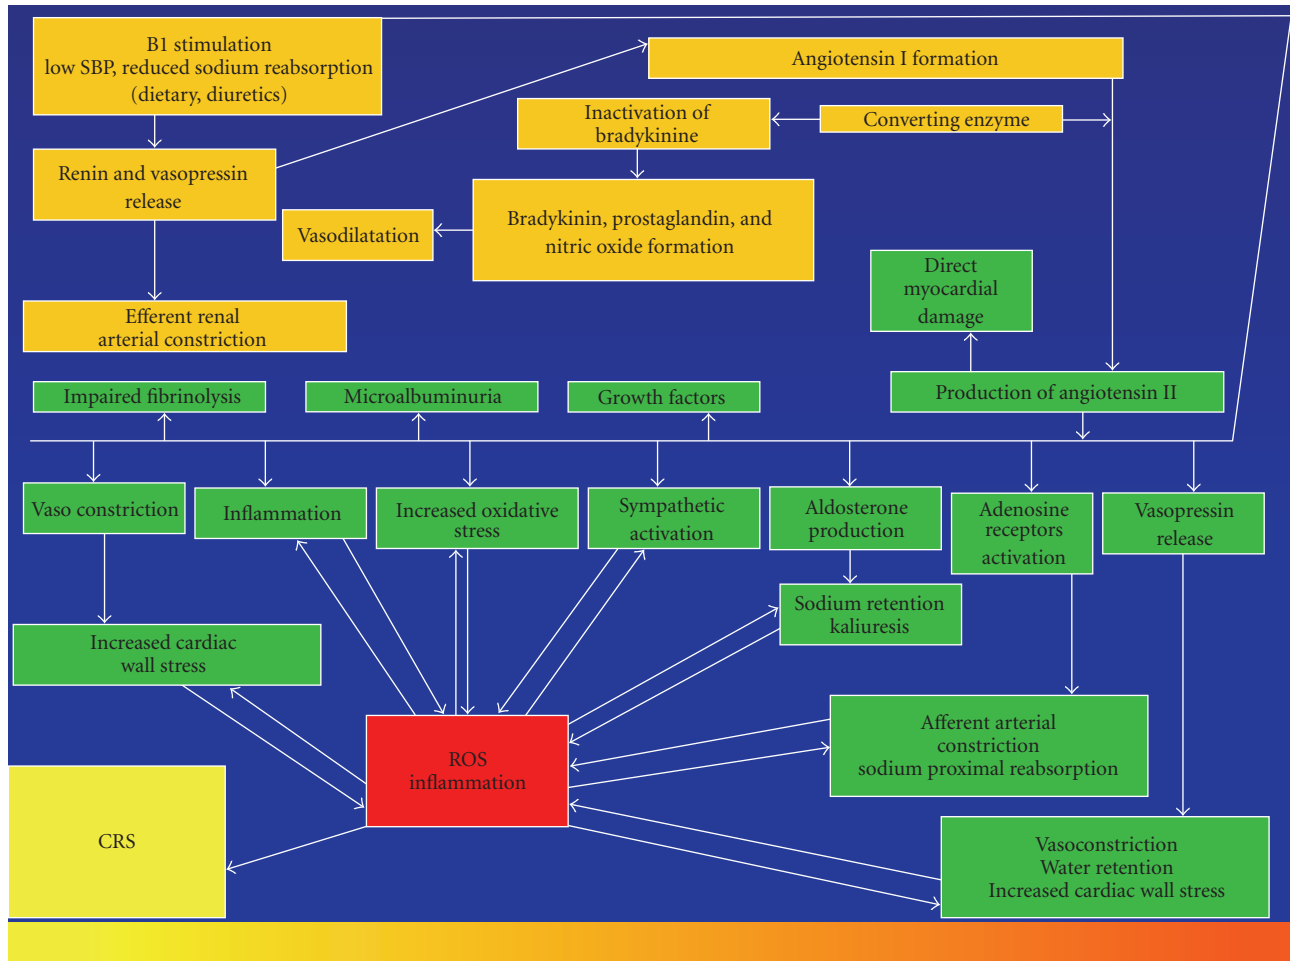 B1 stimulation
low SBP, reduced sodium reabsorption
(dietary, diuretics)
Angiotensin I formation
Inactivation of
bradykinine
Converting enzyme
Renin and vasopressin
release
Bradykinin, prostaglandin, and
nitric oxide formation
Vasodilatation
Direct
myocardial
damage
Efferent renal
arterial constriction
Impaired fibrinolysis
Microalbuminuria
Growth factors
Production of angiotensin II
Vaso constriction
Inflammation
Increased oxidative
stress
Sympathetic
activation
Aldosterone
production
Adenosine
receptors
activation
Vasopressin
release
Sodium retention
kaliuresis
Increased cardiac
wall stress
Afferent arterial
constriction
sodium proximal reabsorption
ROS
inflammation
CRS
Vasoconstriction
Water retention
Increased cardiac wall stress